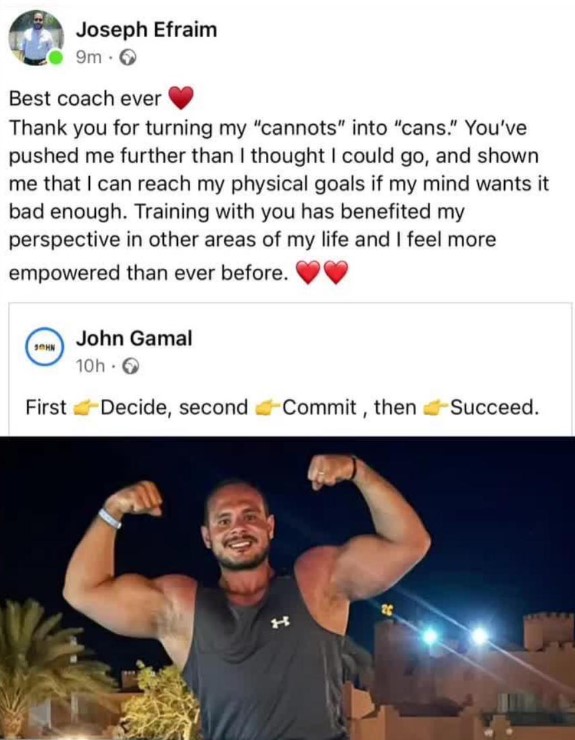 Joseph Efraim
9m ·
Best coach ever ❤️
Thank you for turning my “cannots” into “cans.” You’ve
pushed me further than I thought I could go, and shown
me that I can reach my physical goals if my mind wants it
bad enough. Training with you has benefited my
perspective in other areas of my life and I feel more
empowered than ever before. ❤️❤️
JOHN
John Gamal
10h ·
First 👉Decide, second 👉Commit , then 👉Succeed.